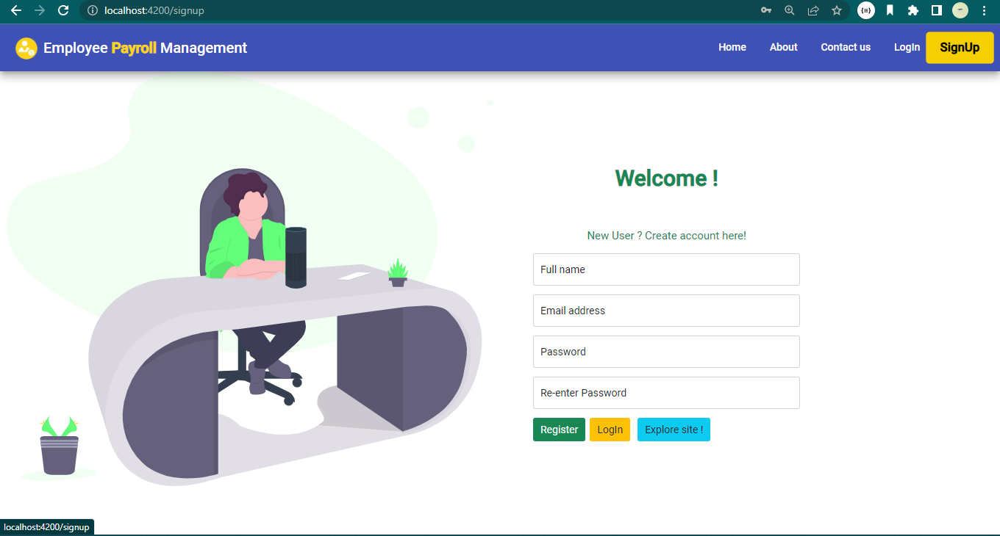 localhost:4200/signup
Employee Payroll Management
Home
About
Contact us
LogIn
SignUp
Welcome !
New User ? Create account here!
Full name
Email address
Password
Re-enter Password
Register
LogIn
Explore site !
localhost:4200/signup